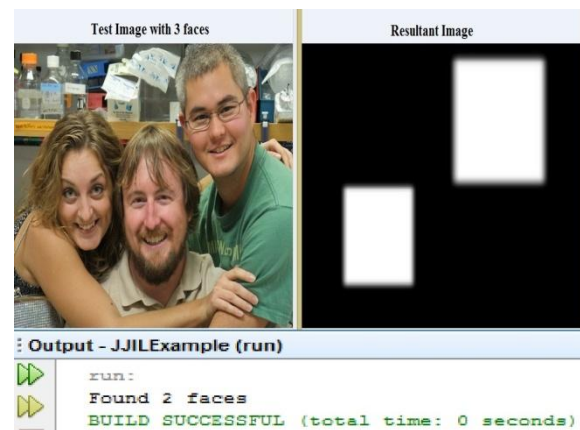 Test Image with 3 faces
Resultant Image
Output - JJILExample (run)
run:
Found 2 faces
BUILD SUCCESSFUL (total time: 0 seconds)